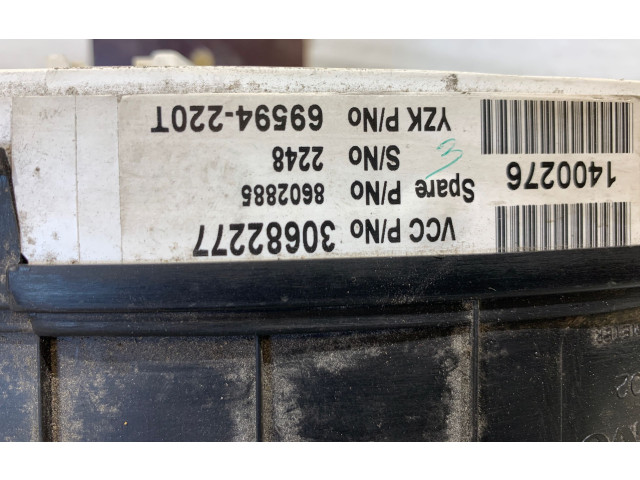 VCC P/No 30682277
Spare P/No 8602885
S/No 2248
YZK P/No 69594-220T
1400276
3